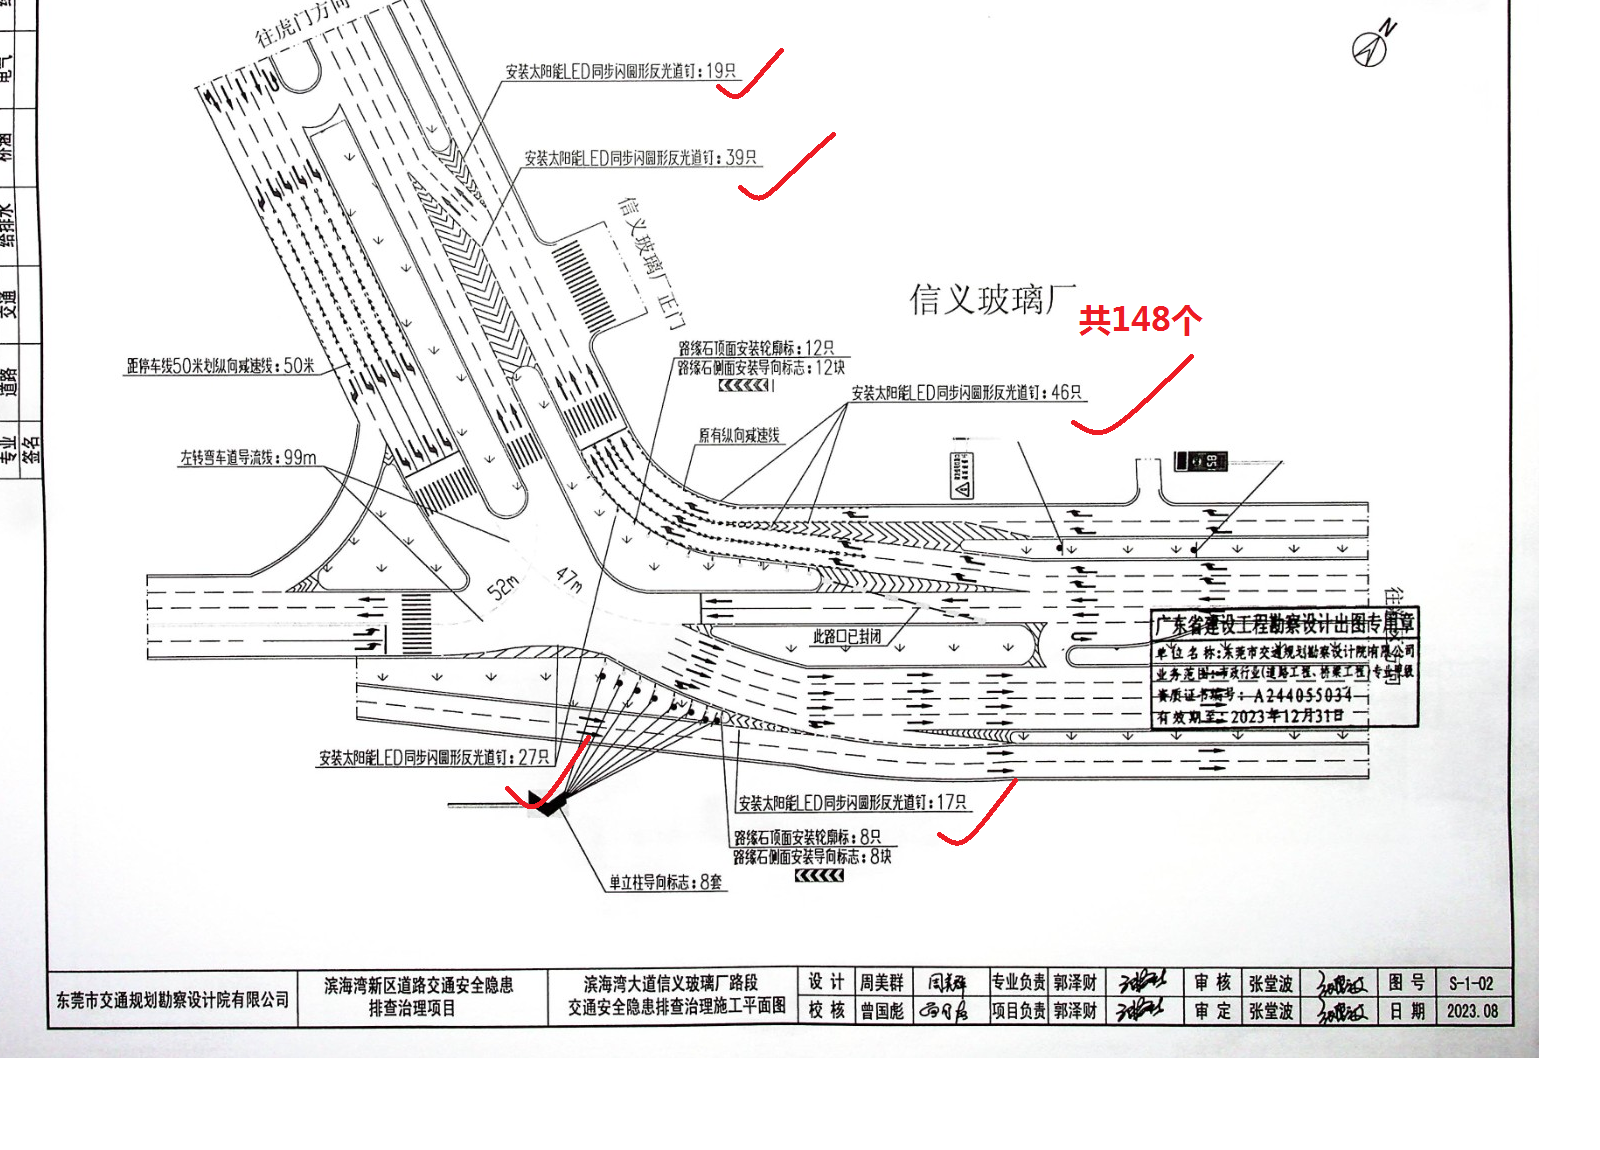 往虎门方向
N
安装太阳能LED同步闪圆形反光道钉:19只
安装太阳能LED同步闪圆形反光道钉:39只
电气
桥涵
给排水
交通
道路
专业
签名
信义玻璃厂正门
信义玻璃厂
共148个
距停车线50米划纵向减速线:50米
路缘石顶面安装轮廓标:12只
路缘石侧面安装导向标志:12块
安装太阳能LED同步闪圆形反光道钉:46只
原有纵向减速线
左转弯车道导流线:99m
52m
47m
此路口已封闭
广东省建设工程勘察设计出图专用章
单位名称:东莞市交通规划勘察设计院有限公司
业务范围:市政行业(道路工程、桥梁工程)专业甲级
资质证书编号:A244055034
有效期至:2023年12月31日
安装太阳能LED同步闪圆形反光道钉:27只
安装太阳能LED同步闪圆形反光道钉:17只
路缘石顶面安装轮廓标:8只
路缘石侧面安装导向标志:8块
单立柱导向标志:8套
东莞市交通规划勘察设计院有限公司
滨海湾新区道路交通安全隐患
排查治理项目
滨海湾大道信义玻璃厂路段
交通安全隐患排查治理施工平面图
设计 周美群 专业负责 郭泽财 审核 张堂波 图号 S-1-02
校核 曾国彪 项目负责 郭泽财 审定 张堂波 日期 2023.08